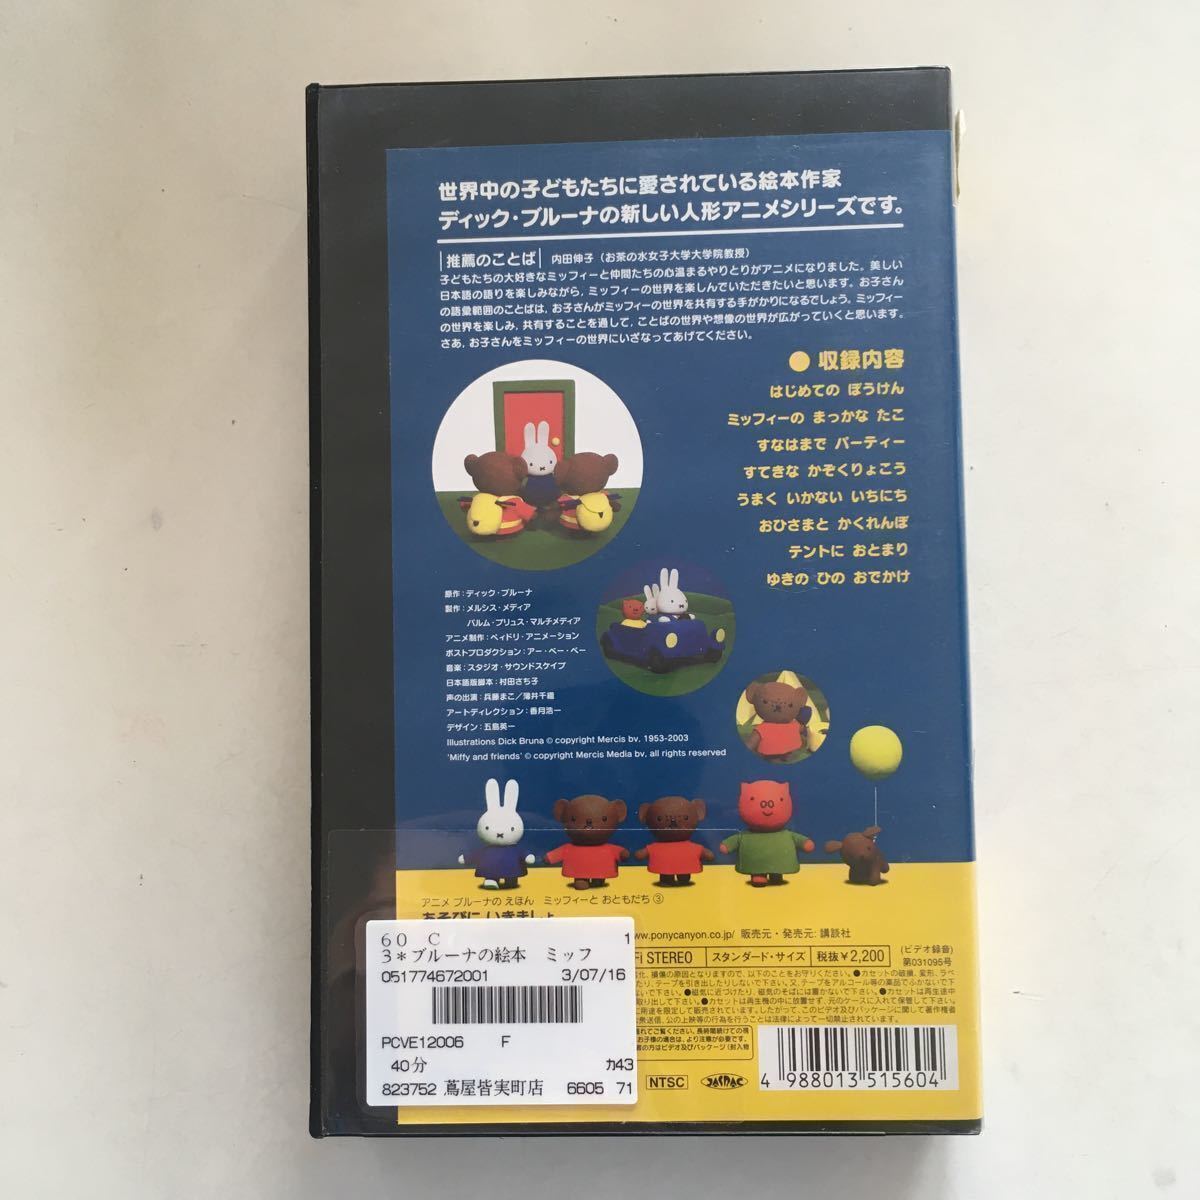 世界中の子どもたちに愛されている絵本作家
ディック・ブルーナの新しい人形アニメシリーズです。
推薦のことば 内田伸子（お茶の水女子大学大学院教授）
子どもたちの大好きなミッフィーと仲間たちの心温まるやりとりがアニメになりました。美しい
日本語の語りを楽しみながら、ミッフィーの世界を楽しんでいただきたいと思います。お子さん
の語彙範囲のことばは、お子さんがミッフィーの世界を共有する手がかりになるでしょう。ミッフィー
の世界を楽しみ、共有することを通して、ことばの世界や想像の世界が広がっていくと思います。
さあ、お子さんをミッフィーの世界にいざなってあげてください。
●収録内容
はじめての ぼうけん
ミッフィーの まっかな たこ
すなはまで パーティー
すてきな かぞくりょこう
うまく いかない いちにち
おひさまと かくれんぼ
テントに おとまり
ゆきの ひの おでかけ
原作：ディック・ブルーナ
製作：メルシス・メディア
パルム・プリュス・マルチメディア
アニメ制作：ペィドリ・アニメーション
ポストプロダクション：アー・ベー・ベー
音楽：スタジオ・サウンドスケイプ
日本語版脚本：村田さち子
声の出演：兵藤まこ／薄井千織
アートディレクション：香月浩一
デザイン：五島英一
Illustrations Dick Bruna © copyright Mercis bv, 1953-2003
'Miffy and friends' © copyright Mercis Media bv, all rights reserved
アニメ ブルーナの えほん ミッフィーと おともだち ③
あそびに いきましょ
www.ponycanyon.co.jp/ 販売元・発売元：講談社
Fi STEREO スタンダード・サイズ 税抜￥2,200
（ビデオ録音）
第031095号
NTSC JASRAC
4 988013 515604
60 C 1
3＊ブルーナの絵本 ミッフ
051774672001 3/07/16
PCVE12006 F
40分 ｶ43
823752 蔦屋皆実町店 6605 71